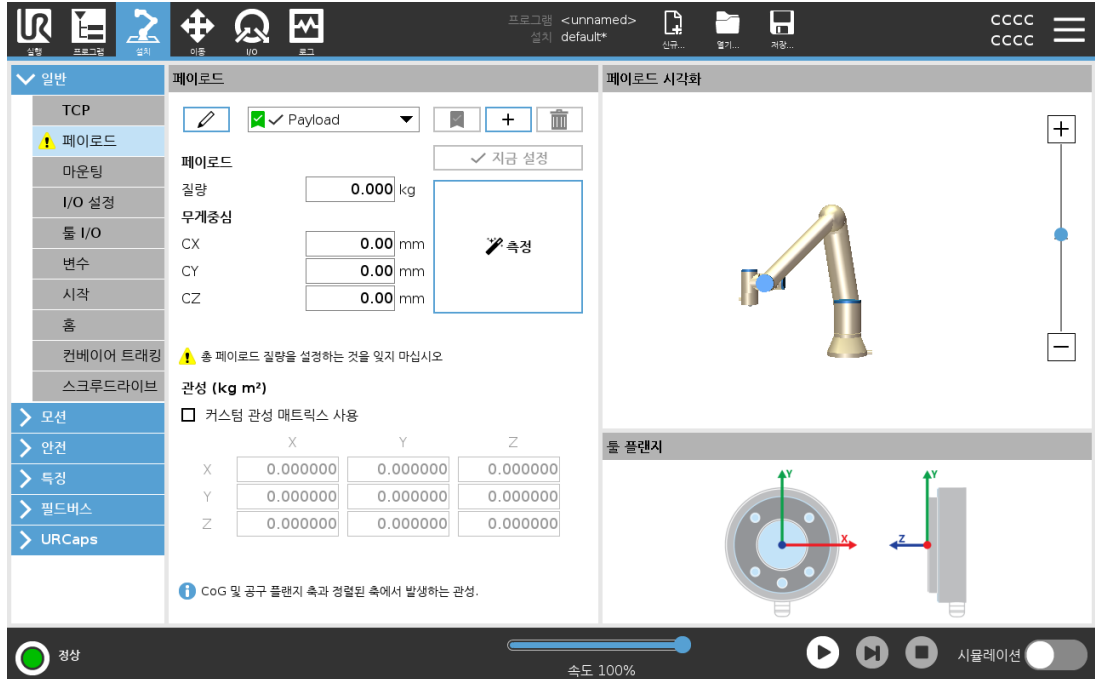 UR
프로그램 <unnamed>
설치 default*
실행 프로그램 설치 이동 I/O 로그
신규... 열기... 저장...
CCCC
CCCC
일반
TCP
페이로드
마운팅
I/O 설정
툴 I/O
변수
시작
홈
컨베이어 트래킹
스크루드라이브
모션
안전
특징
필드버스
URCaps
페이로드
Payload
+
지금 설정
페이로드
질량 0.000 kg
무게중심
CX 0.00 mm
CY 0.00 mm
CZ 0.00 mm
측정
총 페이로드 질량을 설정하는 것을 잊지 마십시오
관성 (kg m²)
커스텀 관성 매트릭스 사용
X Y Z
X 0.000000 0.000000 0.000000
Y 0.000000 0.000000 0.000000
Z 0.000000 0.000000 0.000000
CoG 및 공구 플랜지 축과 정렬된 축에서 발생하는 관성.
페이로드 시각화
툴 플랜지
Y Y
X Z
정상
속도 100%
시뮬레이션